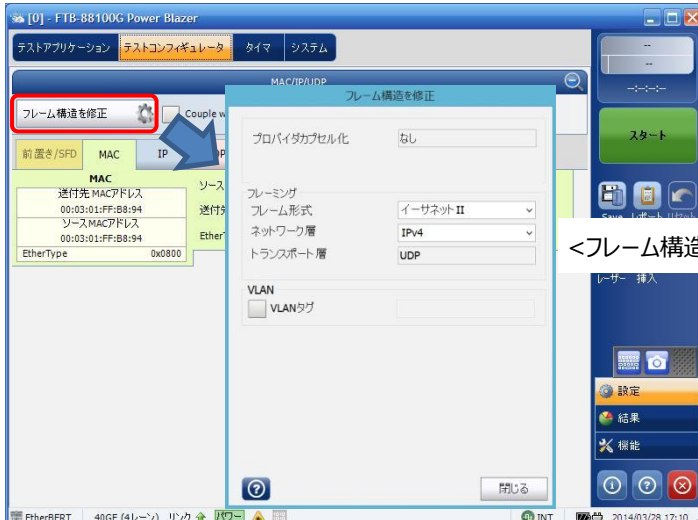 [0] - FTB-88100G Power Blazer
テストアプリケーション テストコンフィギュレータ タイマ システム
MAC/IP/UDP
フレーム構造を修正 Couple w
フレーム構造を修正
前置き/SFD MAC IP
MAC
送付先 MACアドレス
00:03:01:FF:B8:94
ソースMACアドレス
00:03:01:FF:B8:94
EtherType 0x0800
ソース
送付先
Ether
プロバイダカプセル化 なし
フレーミング
フレーム形式 イーサネット II
ネットワーク層 IPv4
トランスポート層 UDP
VLAN
VLANタグ
閉じる
--
--
--:--:--
スタート
Save レポート リセット
<フレーム構造
レーザー 挿入
設定
結果
機能
EtherBERT 40GE (4レーン) リンク パワー INT 2014/03/28 17:10